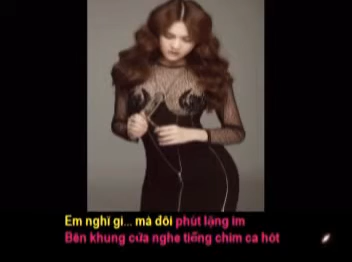 Em nghĩ gì... mà đôi phút lặng im
Bên khung cửa nghe tiếng chim ca hót